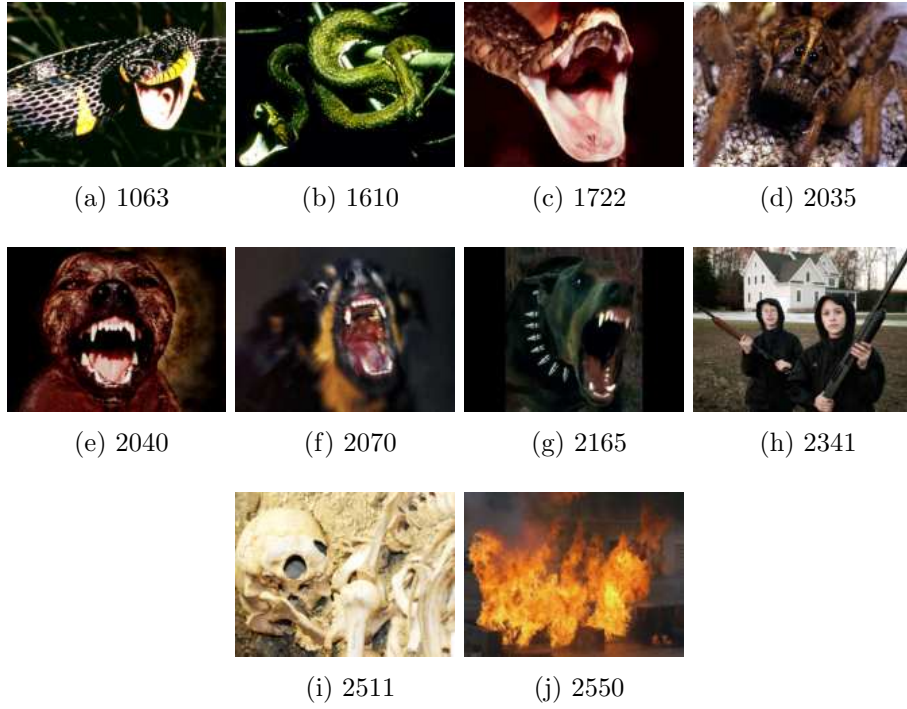 (a) 1063
(b) 1610
(c) 1722
(d) 2035
(e) 2040
(f) 2070
(g) 2165
(h) 2341
(i) 2511
(j) 2550